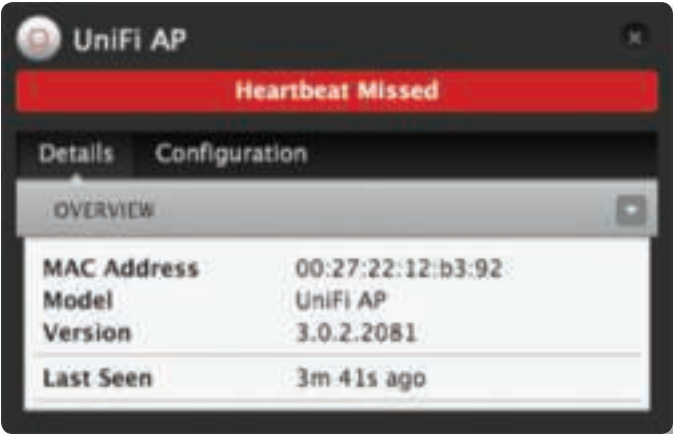 UniFi AP
Heartbeat Missed
Details Configuration
OVERVIEW
MAC Address 00:27:22:12:b3:92
Model UniFi AP
Version 3.0.2.2081
Last Seen 3m 41s ago